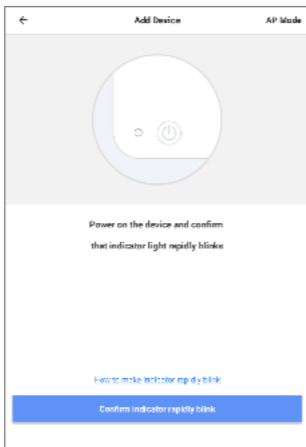 Add Device
AP Mode
Power on the device and confirm
that indicator light rapidly blinks
How to make indicator rapidly blink
Confirm indicator rapidly blink